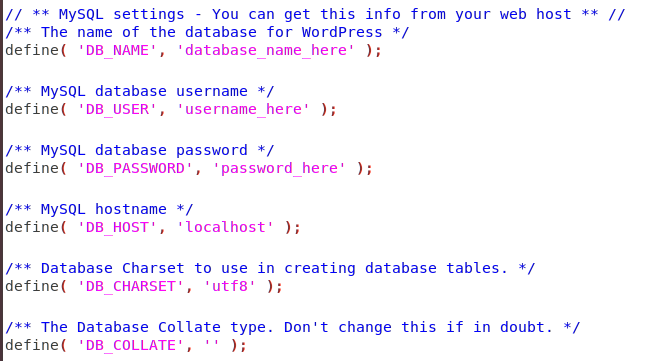 // ** MySQL settings - You can get this info from your web host ** //
/** The name of the database for WordPress */
define( 'DB_NAME', 'database_name_here' );
/** MySQL database username */
define( 'DB_USER', 'username_here' );
/** MySQL database password */
define( 'DB_PASSWORD', 'password_here' );
/** MySQL hostname */
define( 'DB_HOST', 'localhost' );
/** Database Charset to use in creating database tables. */
define( 'DB_CHARSET', 'utf8' );
/** The Database Collate type. Don't change this if in doubt. */
define( 'DB_COLLATE', '' );